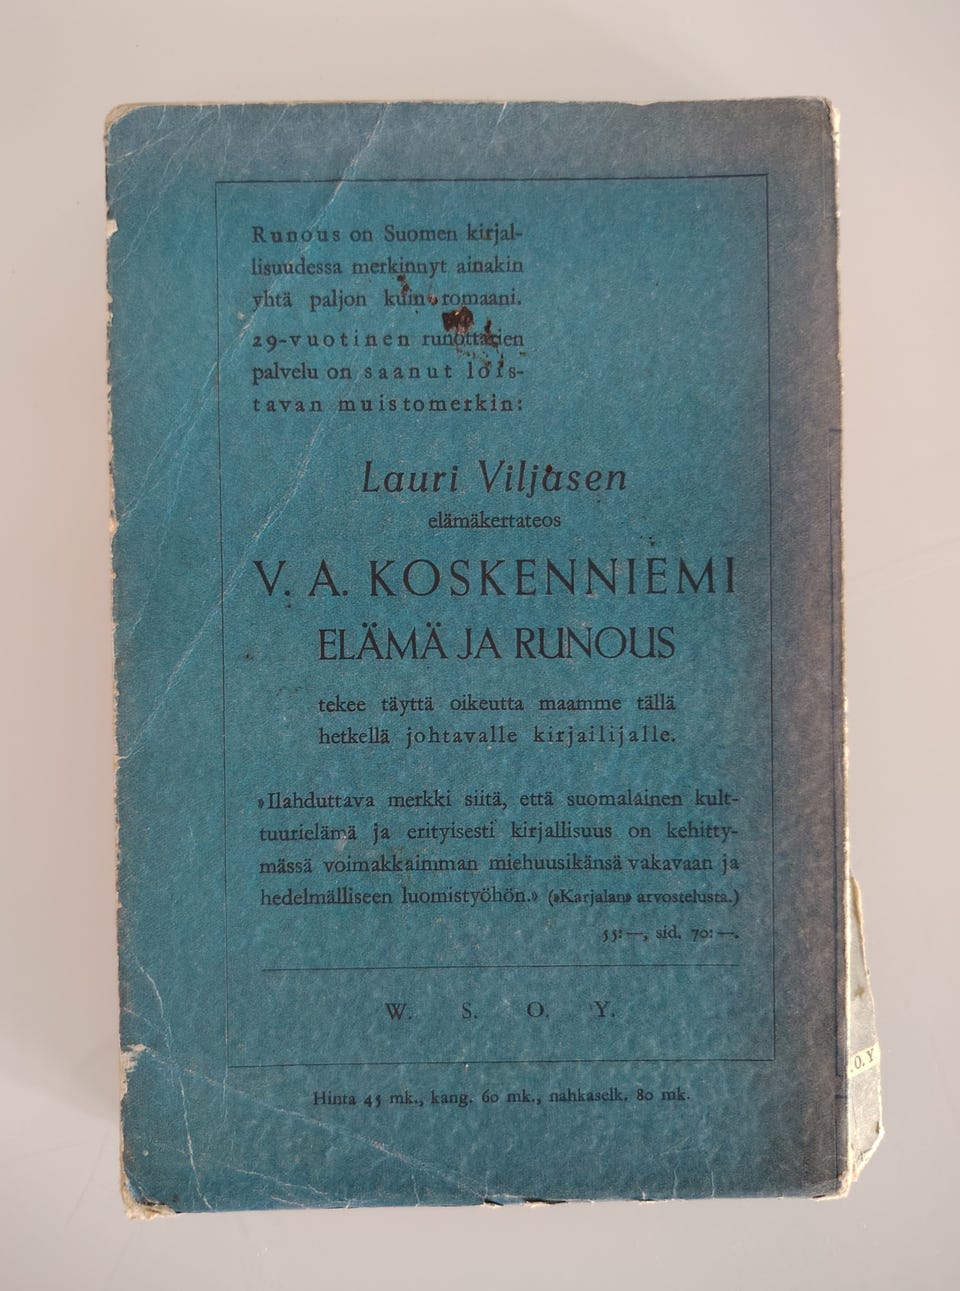 Runous on Suomen kirjal-
lisuudessa merkinnyt ainakin
yhtä paljon kuin romaani.
29-vuotinen runottarien
palvelu on saanut lois-
tavan muistomerkin:
Lauri Viljasen
elämäkertateos
V. A. KOSKENNIEMI
ELÄMÄ JA RUNOUS
tekee täyttä oikeutta maamme tällä
hetkellä johtavalle kirjailijalle.
»Ilahduttava merkki siitä, että suomalainen kult-
tuurielämä ja erityisesti kirjallisuus on kehitty-
mässä voimakkaimman miehuusikänsä vakavaan ja
hedelmälliseen luomistyöhön.» (»Karjalan» arvostelusta.)
55:—, sid. 70:—.
W. S. O. Y.
.O.Y
Hinta 45 mk., kang. 60 mk., nahkaselk. 80 mk.